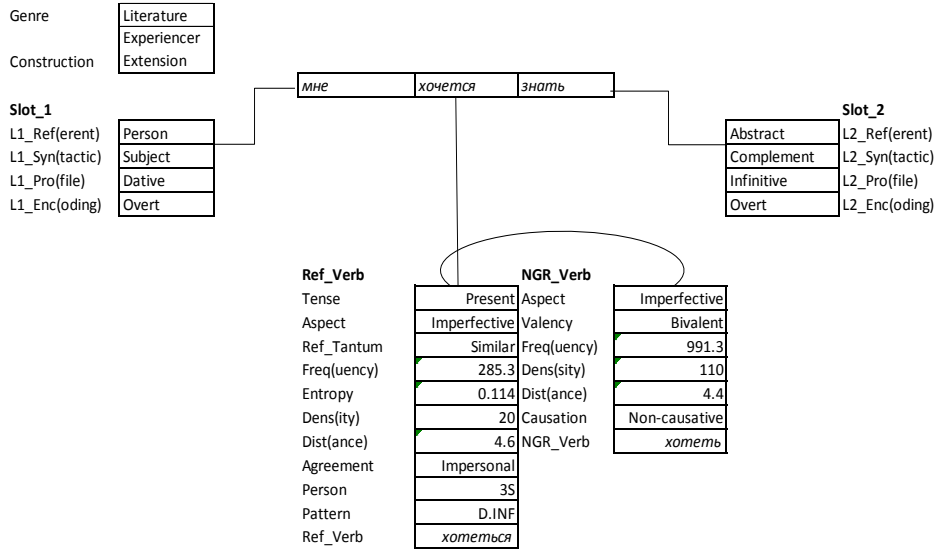 Genre Literature
Experiencer
Construction Extension
мне хочется знать
Slot_1 Slot_2
L1_Ref(erent) Person Abstract L2_Ref(erent)
L1_Syn(tactic) Subject Complement L2_Syn(tactic)
L1_Pro(file) Dative Infinitive L2_Pro(file)
L1_Enc(oding) Overt Overt L2_Enc(oding)
Ref_Verb NGR_Verb
Tense Present Aspect Imperfective
Aspect Imperfective Valency Bivalent
Ref_Tantum Similar Freq(uency) 991.3
Freq(uency) 285.3 Dens(sity) 110
Entropy 0.114 Dist(ance) 4.4
Dens(ity) 20 Causation Non-causative
Dist(ance) 4.6 NGR_Verb хотеть
Agreement Impersonal
Person 3S
Pattern D.INF
Ref_Verb хотеться